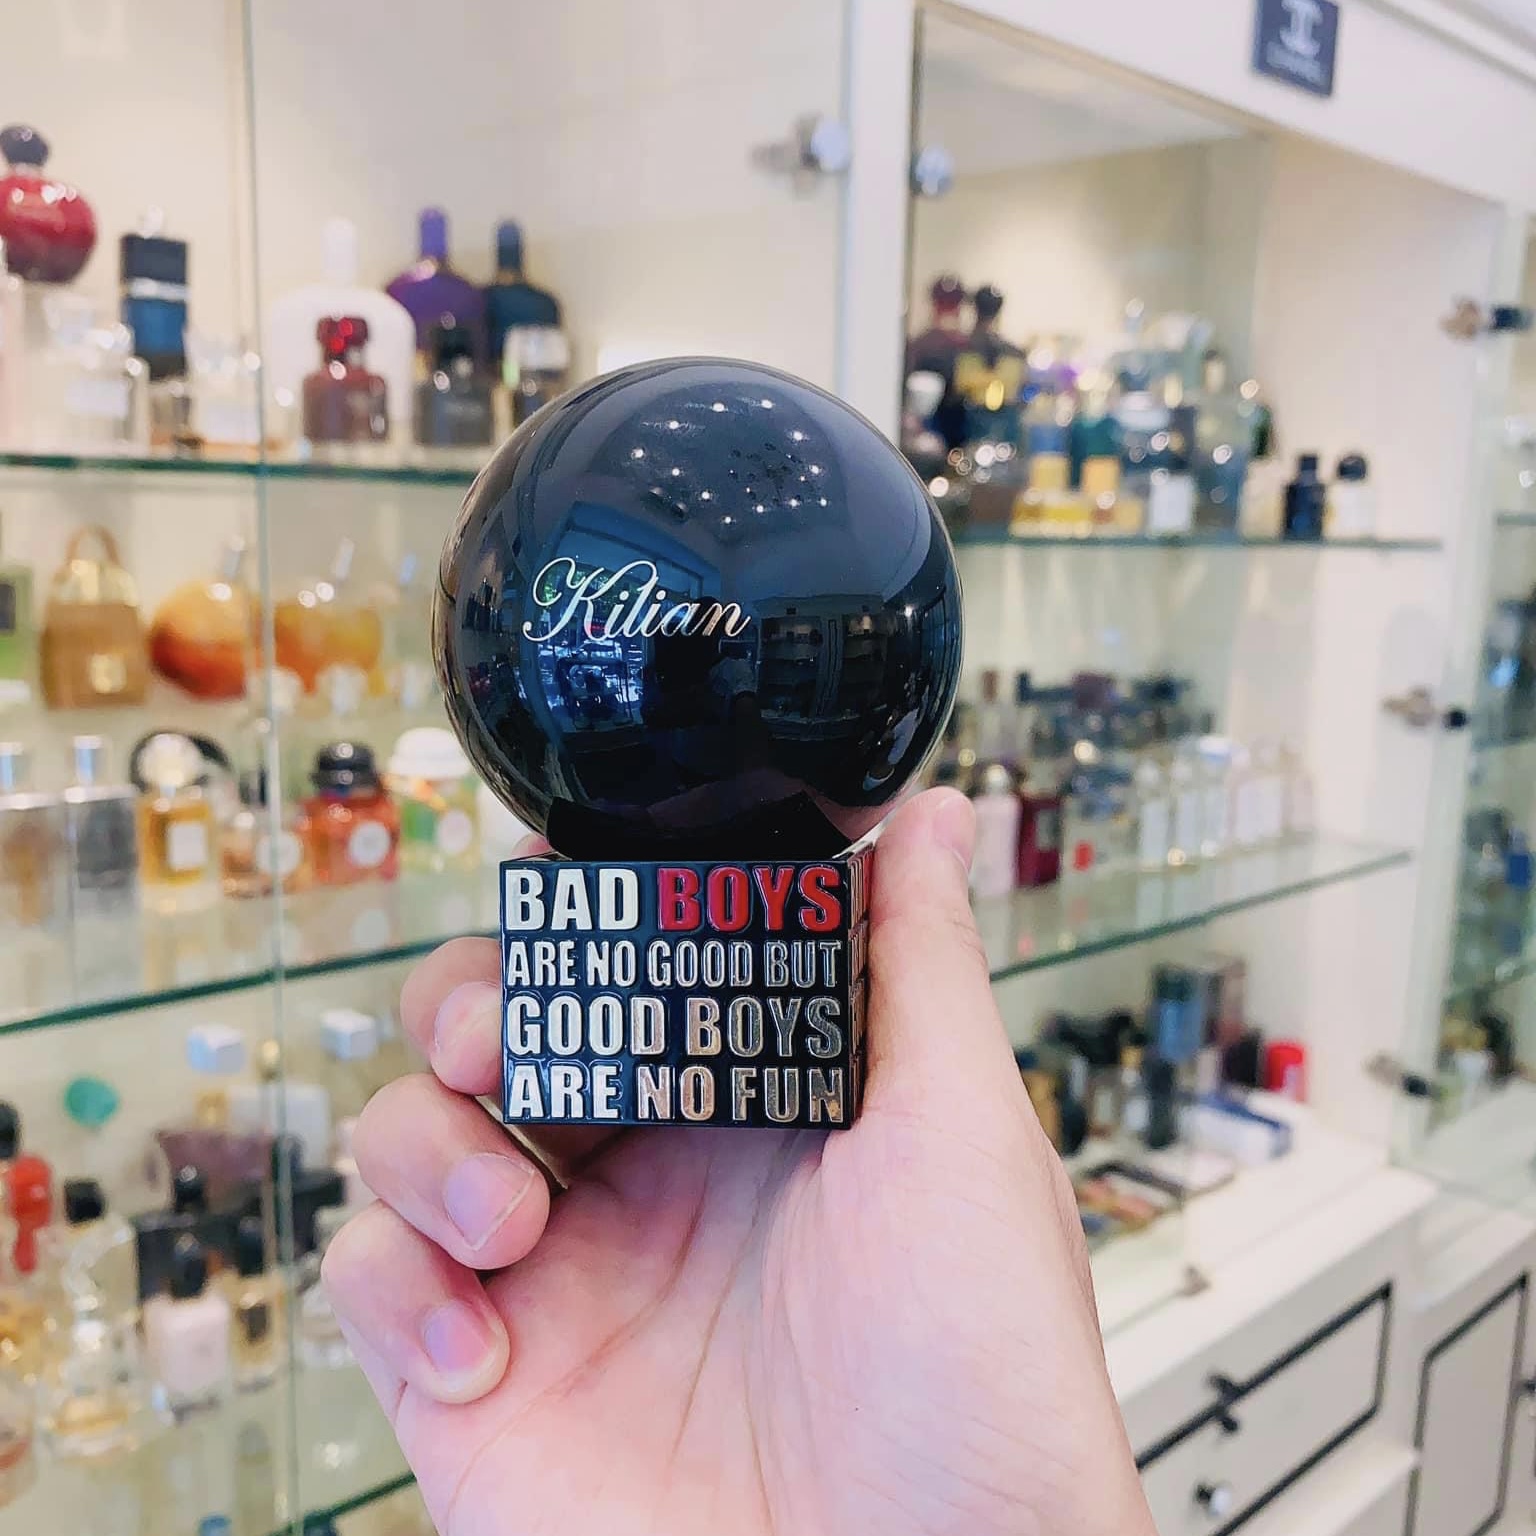 Kilian
BAD BOYS
ARE NO GOOD BUT
GOOD BOYS
ARE NO FUN